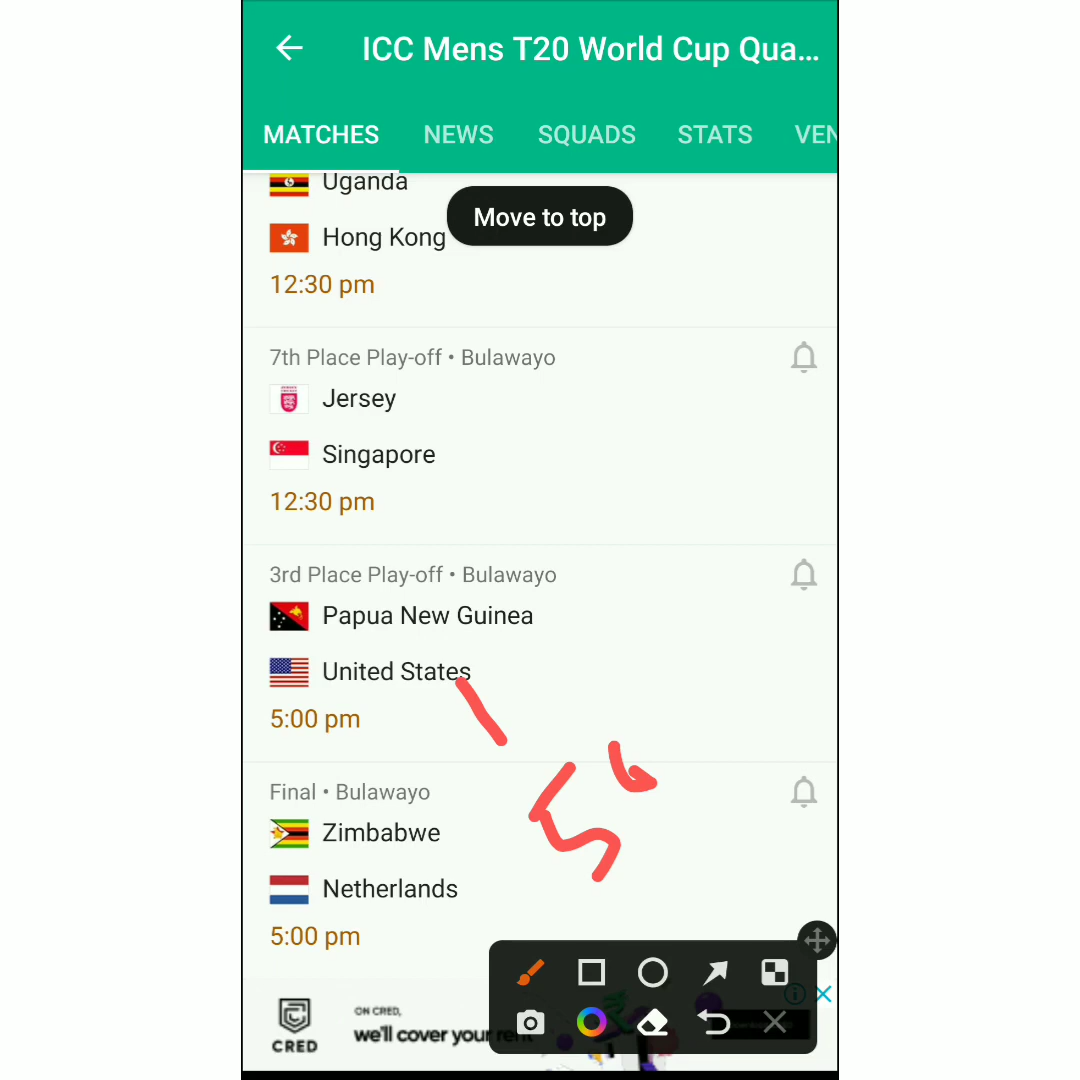 ICC Mens T20 World Cup Qua...
MATCHES NEWS SQUADS STATS VEN
Uganda
Move to top
Hong Kong
12:30 pm
7th Place Play-off • Bulawayo
Jersey
Singapore
12:30 pm
3rd Place Play-off • Bulawayo
Papua New Guinea
United States
5:00 pm
Final • Bulawayo
Zimbabwe
Netherlands
5:00 pm
ON CRED,
we'll cover your rent
CRED